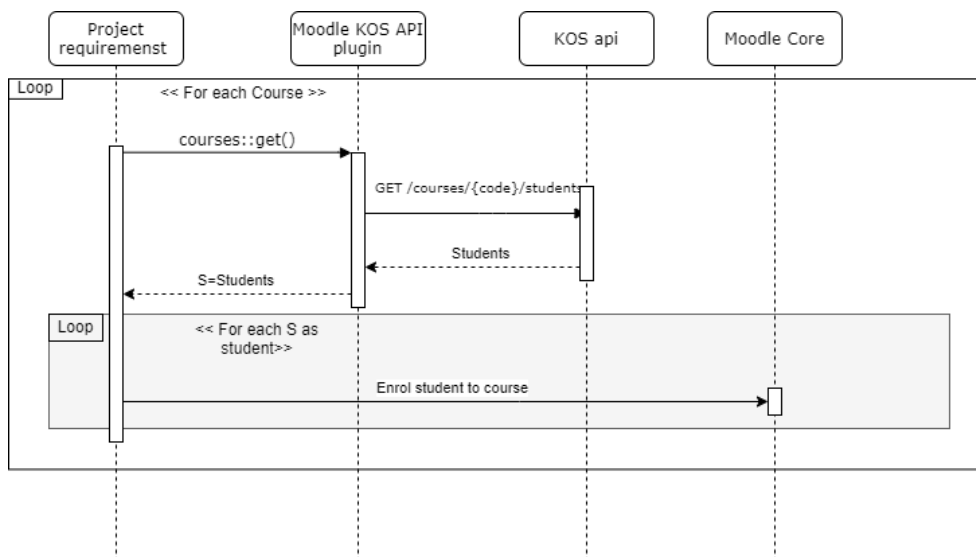 Project
requiremenst
Moodle KOS API
plugin
KOS api
Moodle Core
Loop
<< For each Course >>
courses::get()
GET /courses/{code}/students
Students
S=Students
Loop
<< For each S as
student>>
Enrol student to course